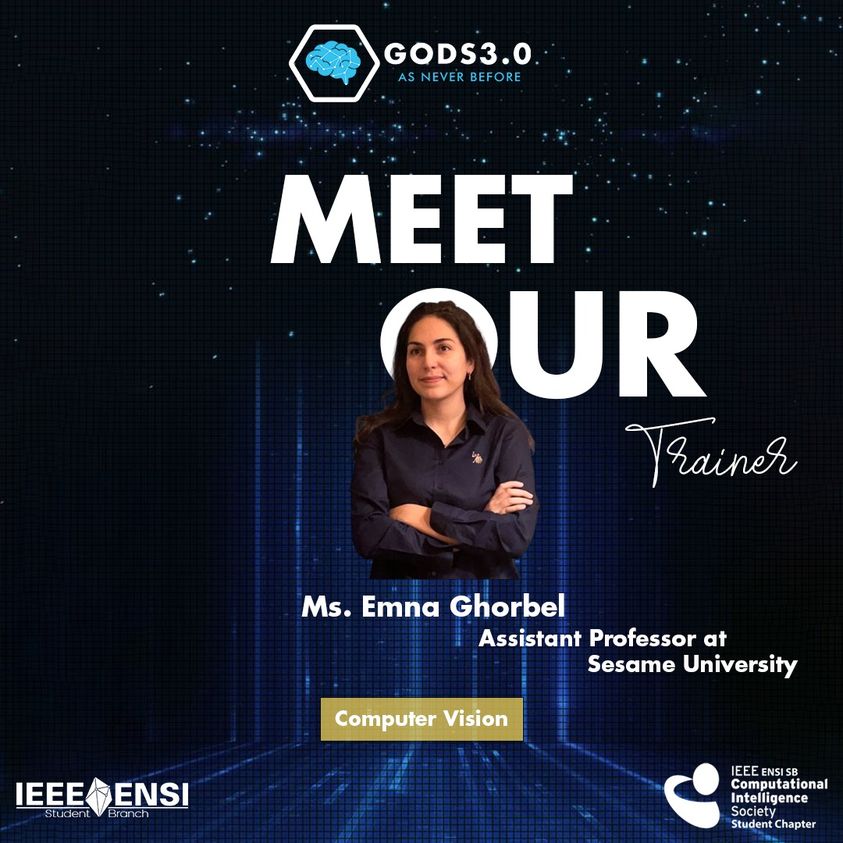 GODS3.0
AS NEVER BEFORE
MEET
OUR
Trainer
Ms. Emna Ghorbel
Assistant Professor at
Sesame University
Computer Vision
IEEE ENSI
Student Branch
IEEE ENSI SB
Computational
Intelligence
Society
Student Chapter